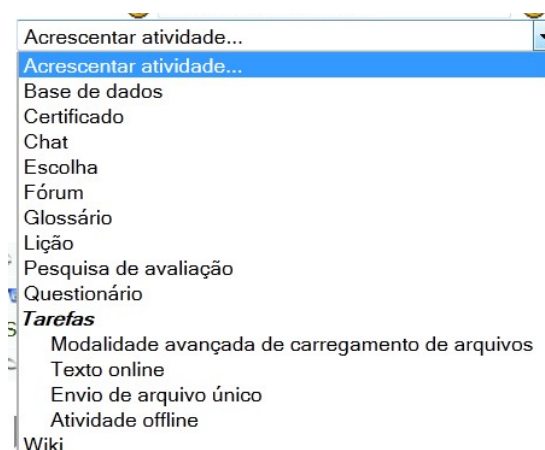 Acrescentar atividade...
Acrescentar atividade...
Base de dados
Certificado
Chat
Escolha
Fórum
Glossário
Lição
Pesquisa de avaliação
Questionário
Tarefas
Modalidade avançada de carregamento de arquivos
Texto online
Envio de arquivo único
Atividade offline
Wiki